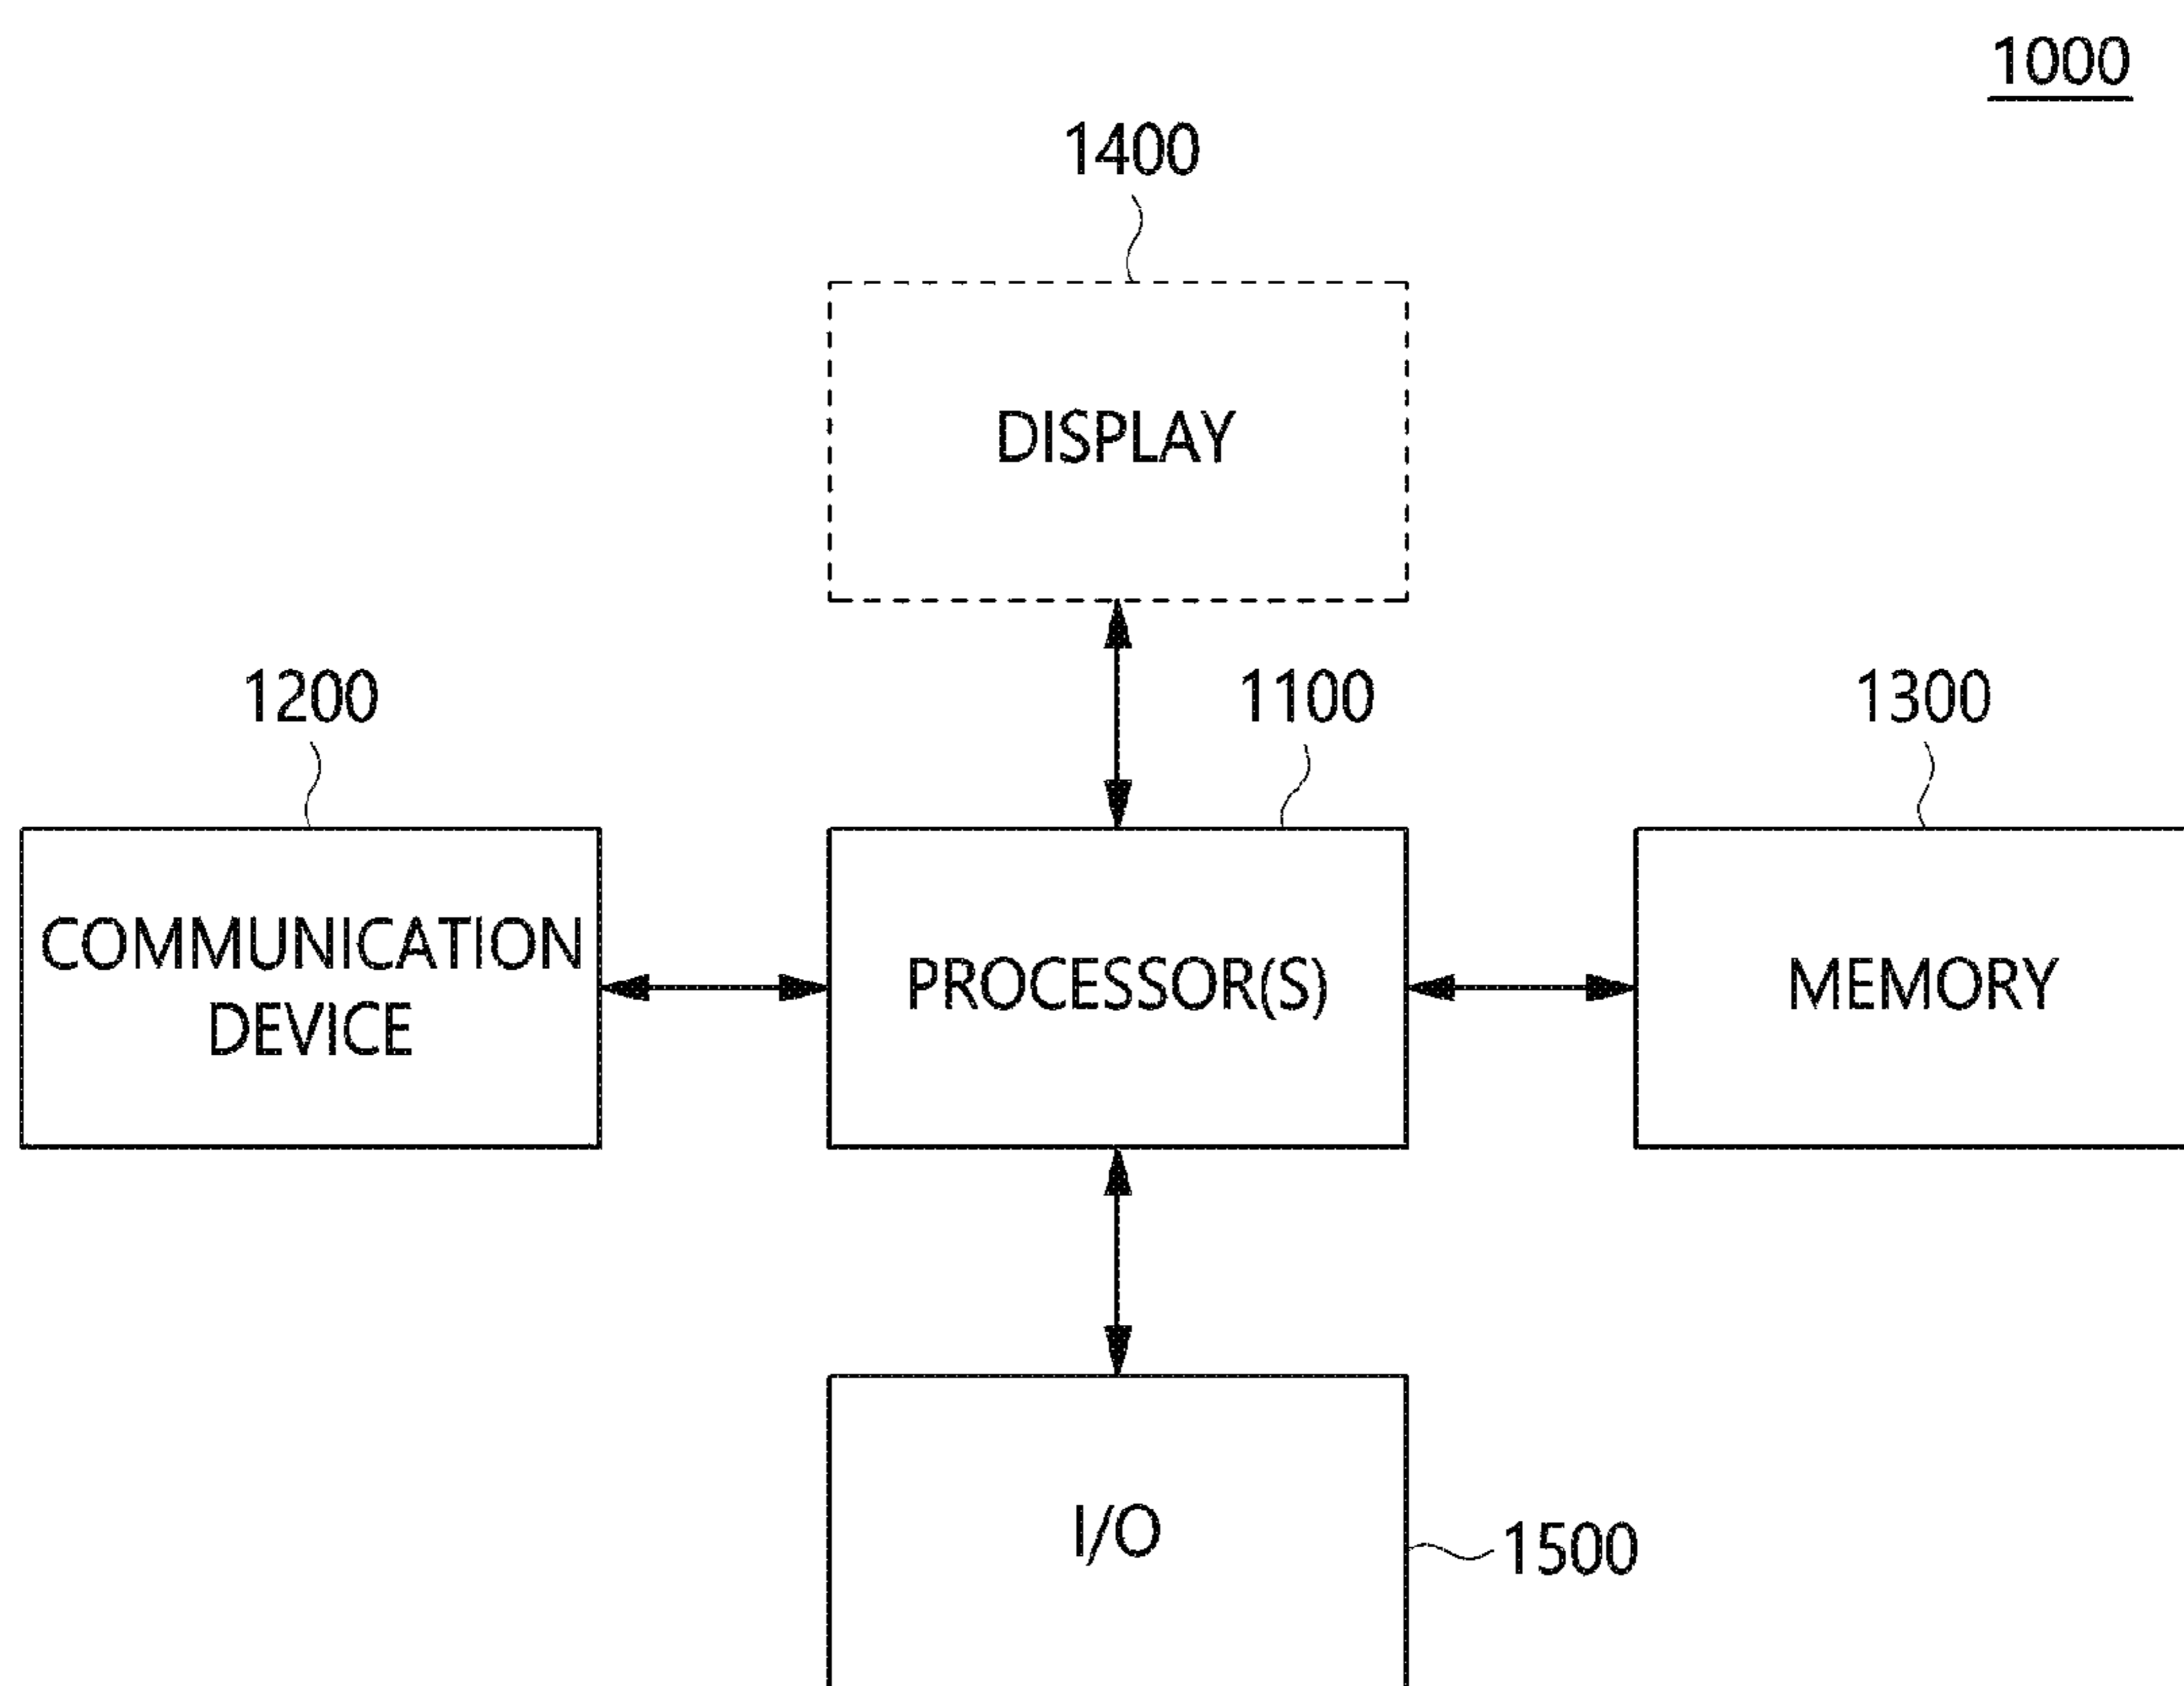 1000
1400
DISPLAY
1200
1100
1300
COMMUNICATION
DEVICE
PROCESSOR(S)
MEMORY
I/O
1500